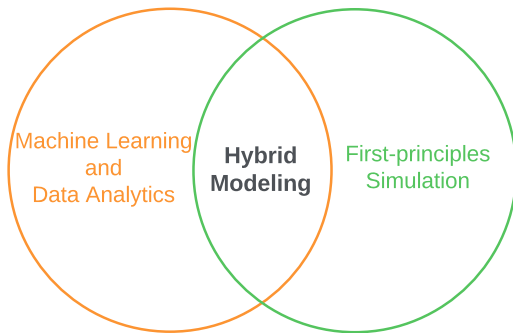 Machine Learning
and
Data Analytics
Hybrid
Modeling
First-principles
Simulation